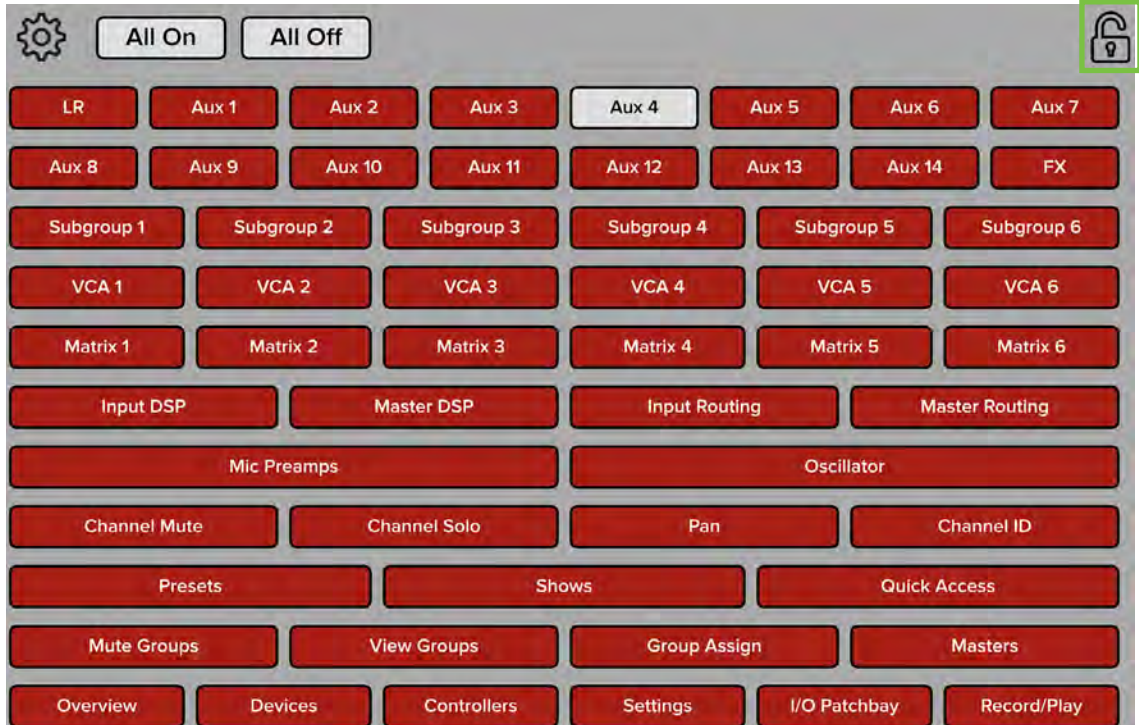 All On All Off
LR Aux 1 Aux 2 Aux 3 Aux 4 Aux 5 Aux 6 Aux 7
Aux 8 Aux 9 Aux 10 Aux 11 Aux 12 Aux 13 Aux 14 FX
Subgroup 1 Subgroup 2 Subgroup 3 Subgroup 4 Subgroup 5 Subgroup 6
VCA 1 VCA 2 VCA 3 VCA 4 VCA 5 VCA 6
Matrix 1 Matrix 2 Matrix 3 Matrix 4 Matrix 5 Matrix 6
Input DSP Master DSP Input Routing Master Routing
Mic Preamps Oscillator
Channel Mute Channel Solo Pan Channel ID
Presets Shows Quick Access
Mute Groups View Groups Group Assign Masters
Overview Devices Controllers Settings I/O Patchbay Record/Play